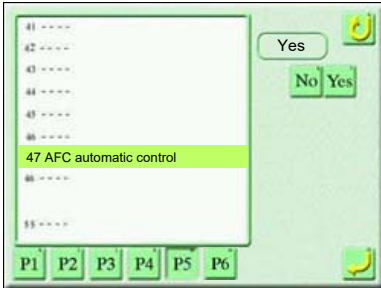 41 ----
42 ----
43 ----
44 ----
45 ----
46 ----
47 AFC automatic control
46 ----
55 ----
Yes
No Yes
P1 P2 P3 P4 P5 P6